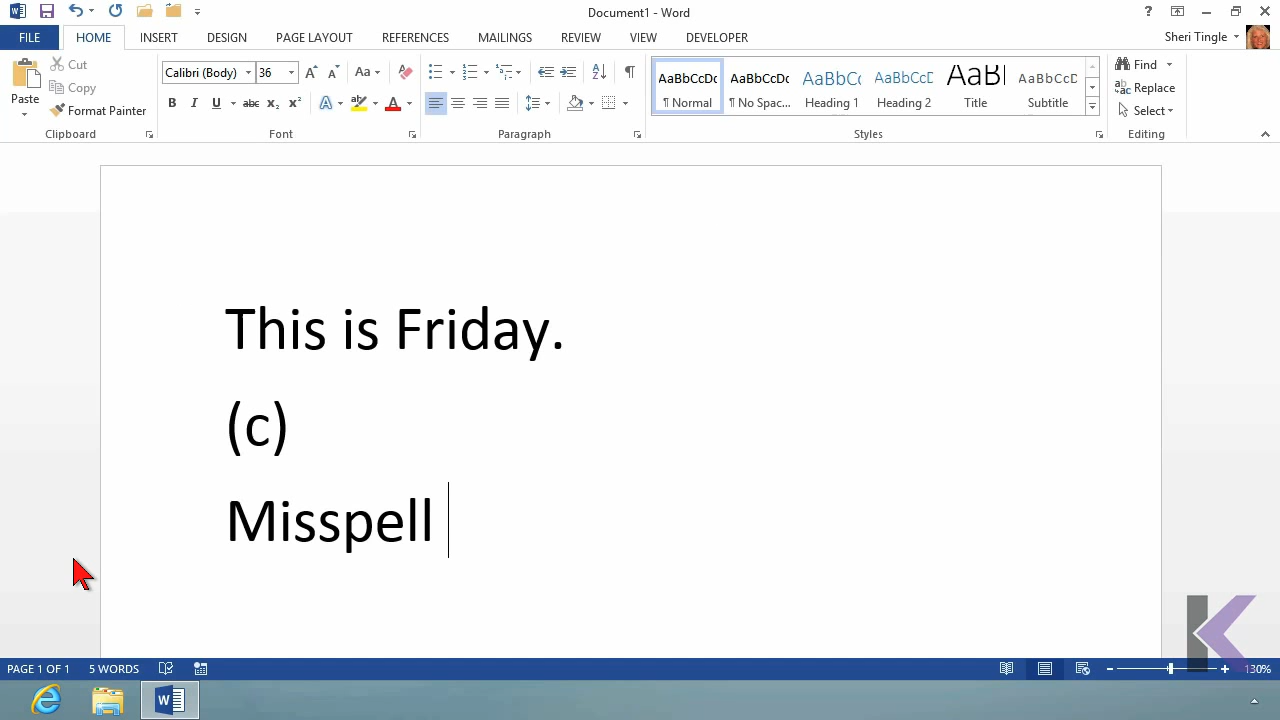 Document1 - Word
Sheri Tingle
FILE HOME INSERT DESIGN PAGE LAYOUT REFERENCES MAILINGS REVIEW VIEW DEVELOPER
Paste
Cut
Copy
Format Painter
Clipboard
Calibri (Body) 36
Font
Paragraph
AaBbCcDc AaBbCcDc AaBbCc AaBbCcD AaB AaBbCcD
¶ Normal ¶ No Spac... Heading 1 Heading 2 Title Subtitle
Styles
Find
Replace
Select
Editing
This is Friday.
(c)
Misspell
PAGE 1 OF 1 5 WORDS 130%